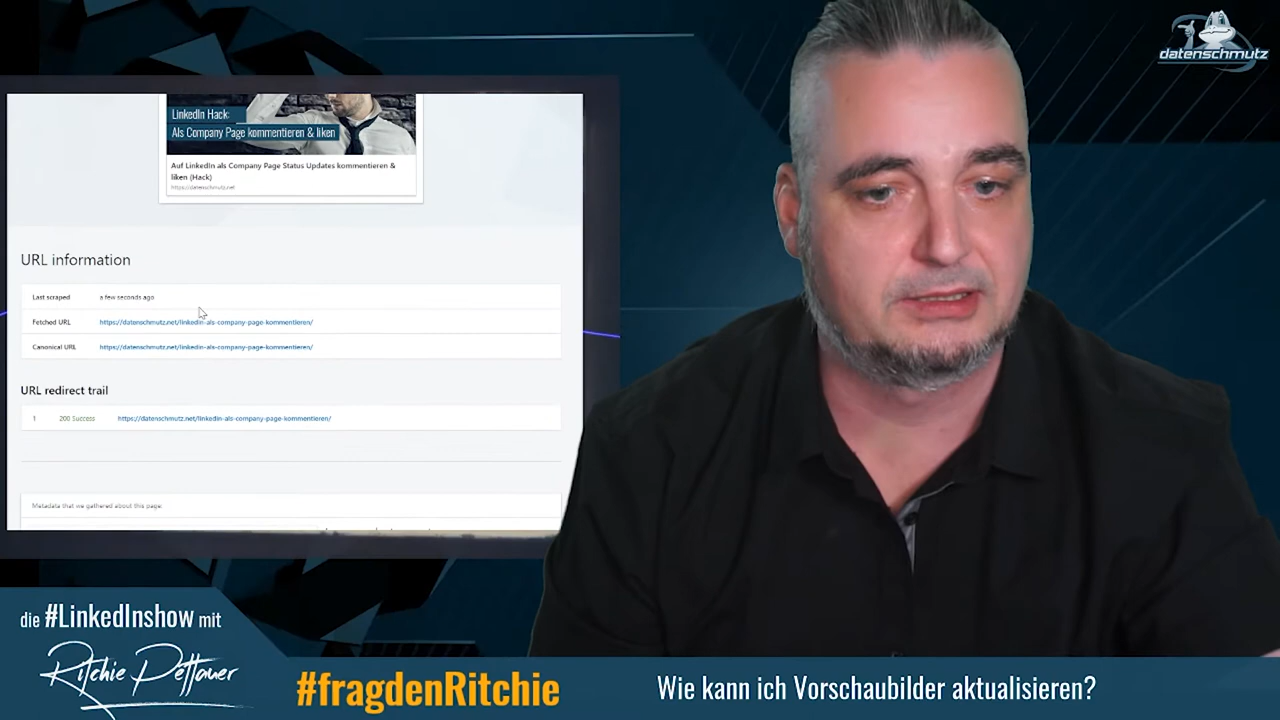 datenschmutz
LinkedIn Hack:
Als Company Page kommentieren & liken
Auf LinkedIn als Company Page Status Updates kommentieren &
liken (Hack)
https://datenschmutz.net
URL information
Last scraped a few seconds ago
Fetched URL https://datenschmutz.net/linkedin-als-company-page-kommentieren/
Canonical URL https://datenschmutz.net/linkedin-als-company-page-kommentieren/
URL redirect trail
1 200 Success https://datenschmutz.net/linkedin-als-company-page-kommentieren/
Metadata that we gathered about this page:
die #LinkedInshow mit
Ritchie Pettauer
#fragdenRitchie
Wie kann ich Vorschaubilder aktualisieren?